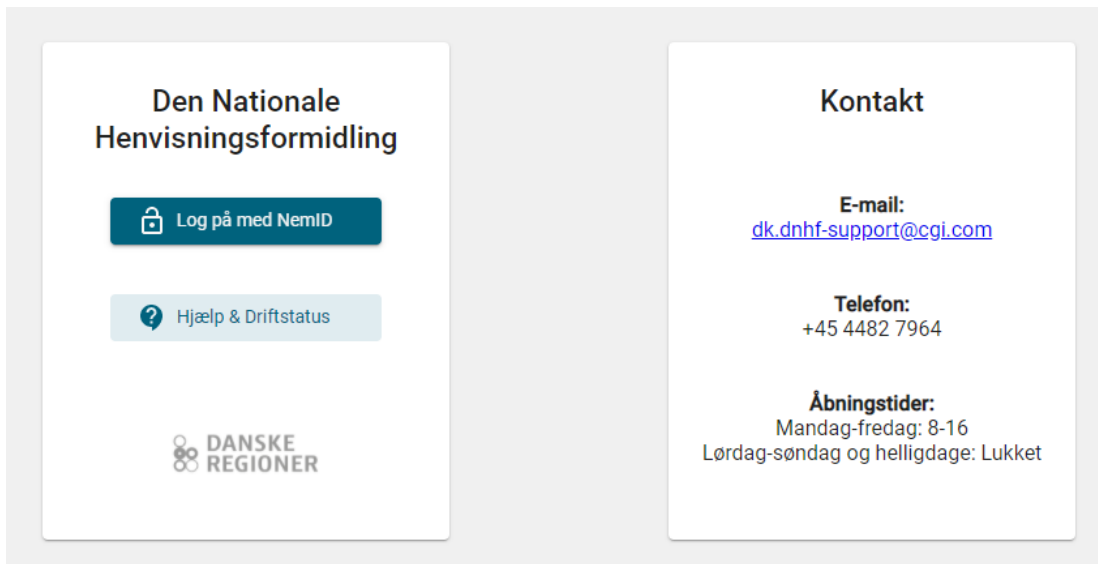 Den Nationale
Henvisningsformidling
Log på med NemID
Hjælp & Driftstatus
DANSKE
REGIONER
Kontakt
E-mail:
dk.dnhf-support@cgi.com
Telefon:
+45 4482 7964
Åbningstider:
Mandag-fredag: 8-16
Lørdag-søndag og helligdage: Lukket